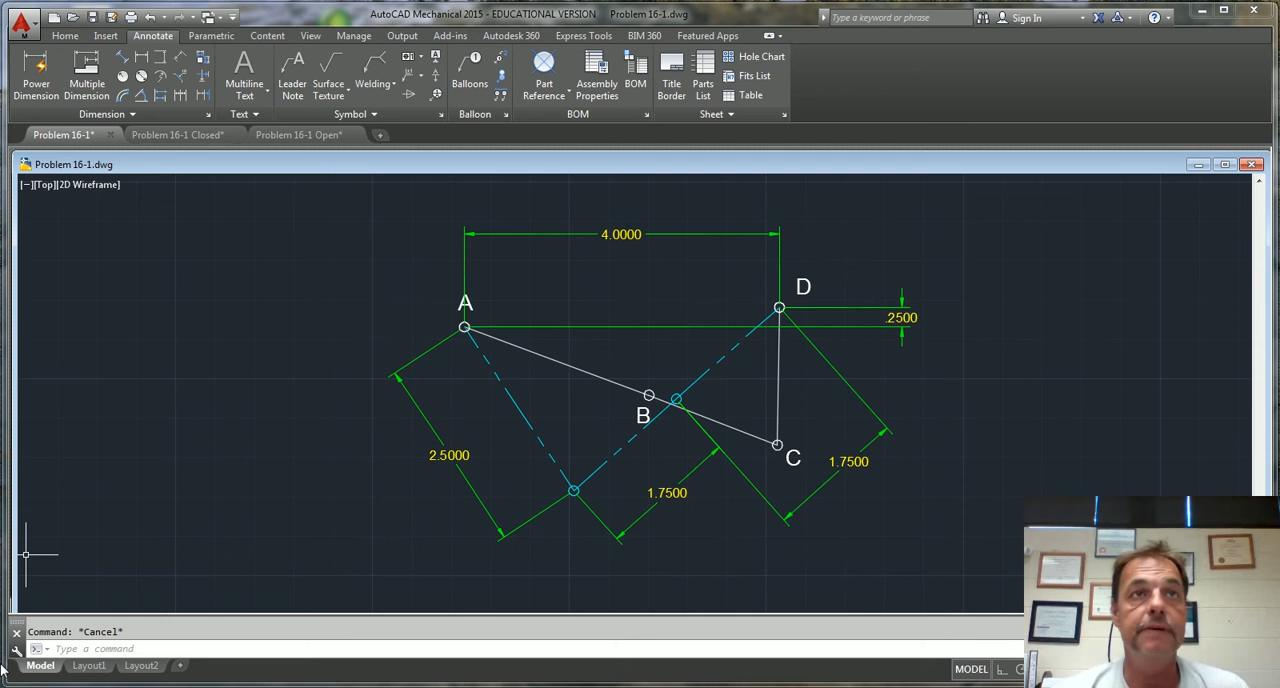 AutoCAD Mechanical 2015 - EDUCATIONAL VERSION Problem 16-1.dwg
Type a keyword or phrase
Sign In
M
Home Insert Annotate Parametric Content View Manage Output Add-ins Autodesk 360 Express Tools BIM 360 Featured Apps
Power Dimension
Multiple Dimension
Multiline Text
Leader Note
Surface Texture
Welding
Balloons
Part Reference
Assembly Properties
BOM
Title Border
Parts List
Hole Chart
Fits List
Table
Dimension Text Symbol Balloon BOM Sheet
Problem 16-1* Problem 16-1 Closed* Problem 16-1 Open*
Problem 16-1.dwg
[−][Top][2D Wireframe]
4.0000
D
A
.2500
B
2.5000
C
1.7500
1.7500
Command: *Cancel*
Type a command
Model Layout1 Layout2
MODEL